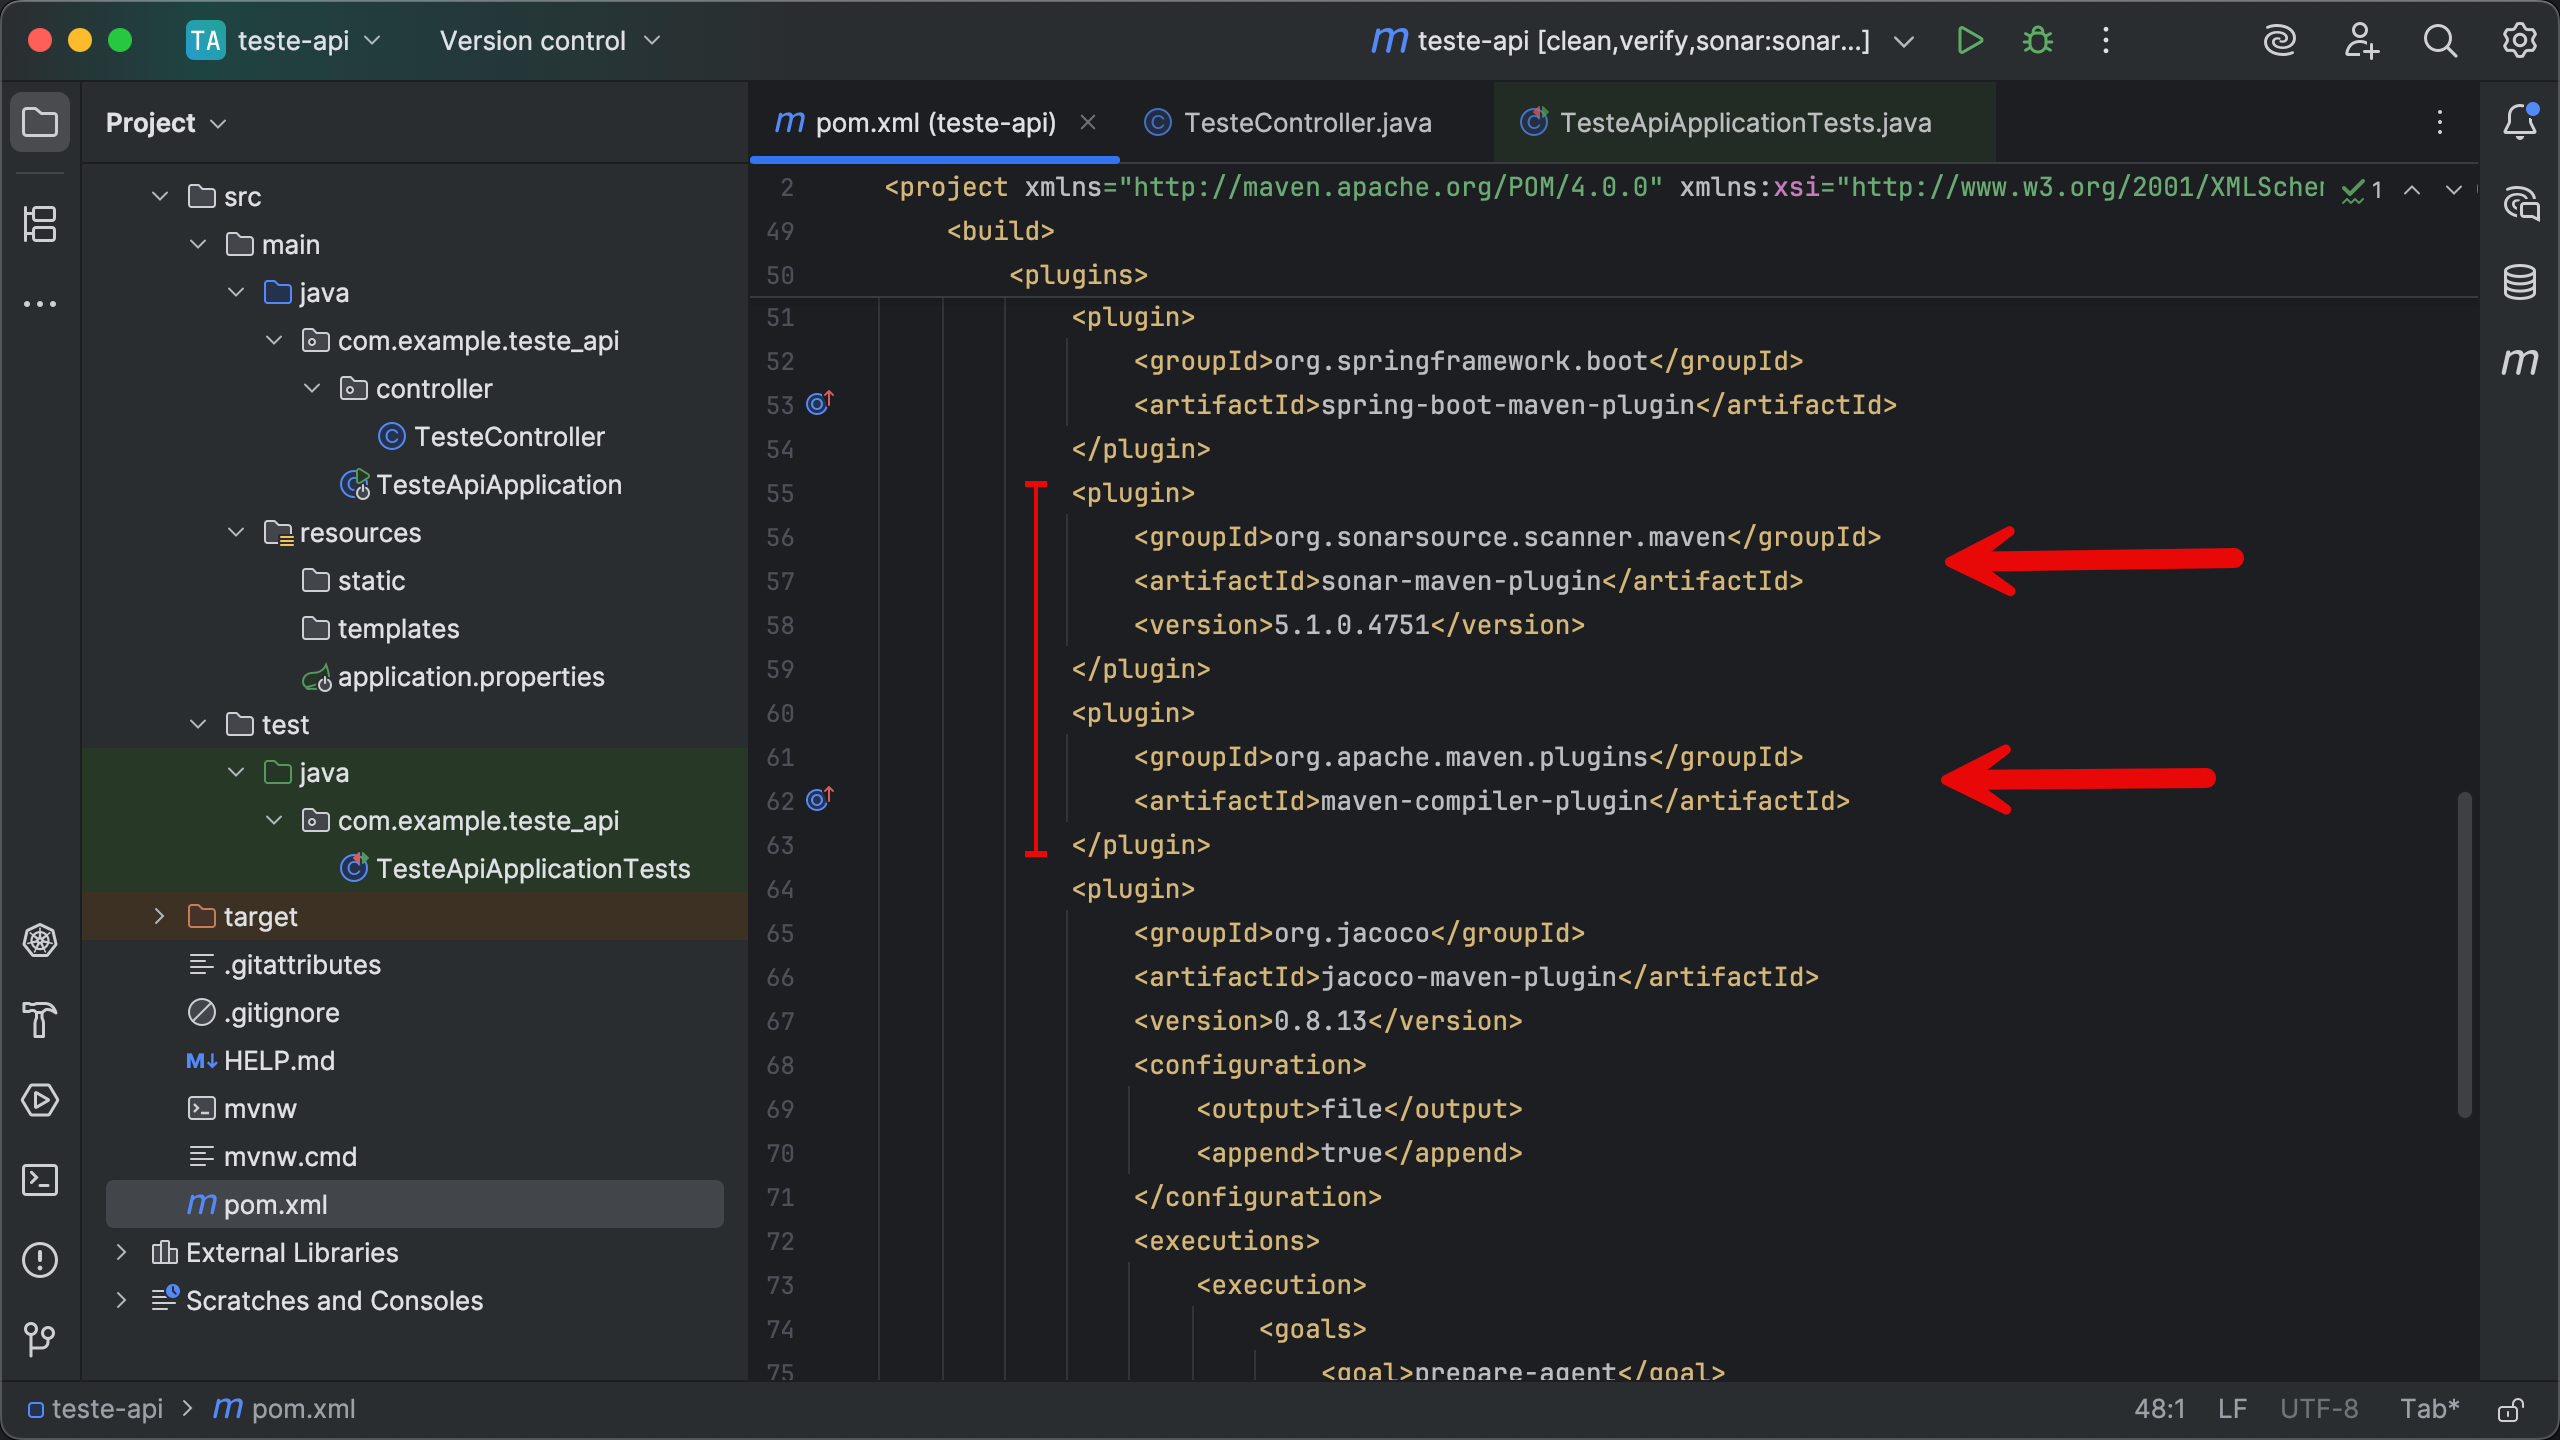 TA teste-api
Version control
m teste-api [clean,verify,sonar:sonar...]
Project
src
main
java
com.example.teste_api
controller
TesteController
TesteApiApplication
resources
static
templates
application.properties
test
java
com.example.teste_api
TesteApiApplicationTests
target
.gitattributes
.gitignore
M↓ HELP.md
mvnw
mvnw.cmd
m pom.xml
External Libraries
Scratches and Consoles
m pom.xml (teste-api)
TesteController.java
TesteApiApplicationTests.java
2 <project xmlns="http://maven.apache.org/POM/4.0.0" xmlns:xsi="http://www.w3.org/2001/XMLScher 1
49 <build>
50 <plugins>
51 <plugin>
52 <groupId>org.springframework.boot</groupId>
53 <artifactId>spring-boot-maven-plugin</artifactId>
54 </plugin>
55 <plugin>
56 <groupId>org.sonarsource.scanner.maven</groupId>
57 <artifactId>sonar-maven-plugin</artifactId>
58 <version>5.1.0.4751</version>
59 </plugin>
60 <plugin>
61 <groupId>org.apache.maven.plugins</groupId>
62 <artifactId>maven-compiler-plugin</artifactId>
63 </plugin>
64 <plugin>
65 <groupId>org.jacoco</groupId>
66 <artifactId>jacoco-maven-plugin</artifactId>
67 <version>0.8.13</version>
68 <configuration>
69 <output>file</output>
70 <append>true</append>
71 </configuration>
72 <executions>
73 <execution>
74 <goals>
75 <goal>prepare-agent</goal>
teste-api > m pom.xml
48:1 LF UTF-8 Tab*